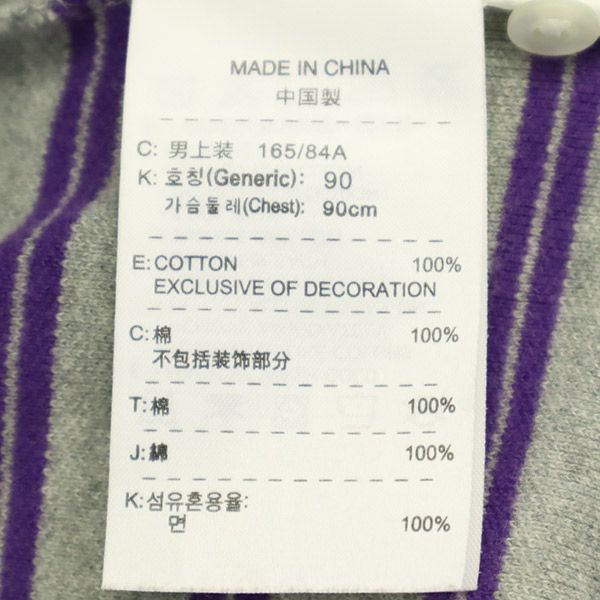 MADE IN CHINA
中国製
C: 男上装 165/84A
K: 호칭(Generic): 90
가슴둘레(Chest): 90cm
E: COTTON 100%
EXCLUSIVE OF DECORATION
C: 棉 100%
不包括装饰部分
T: 棉 100%
J: 綿 100%
K: 섬유혼용율:
면 100%